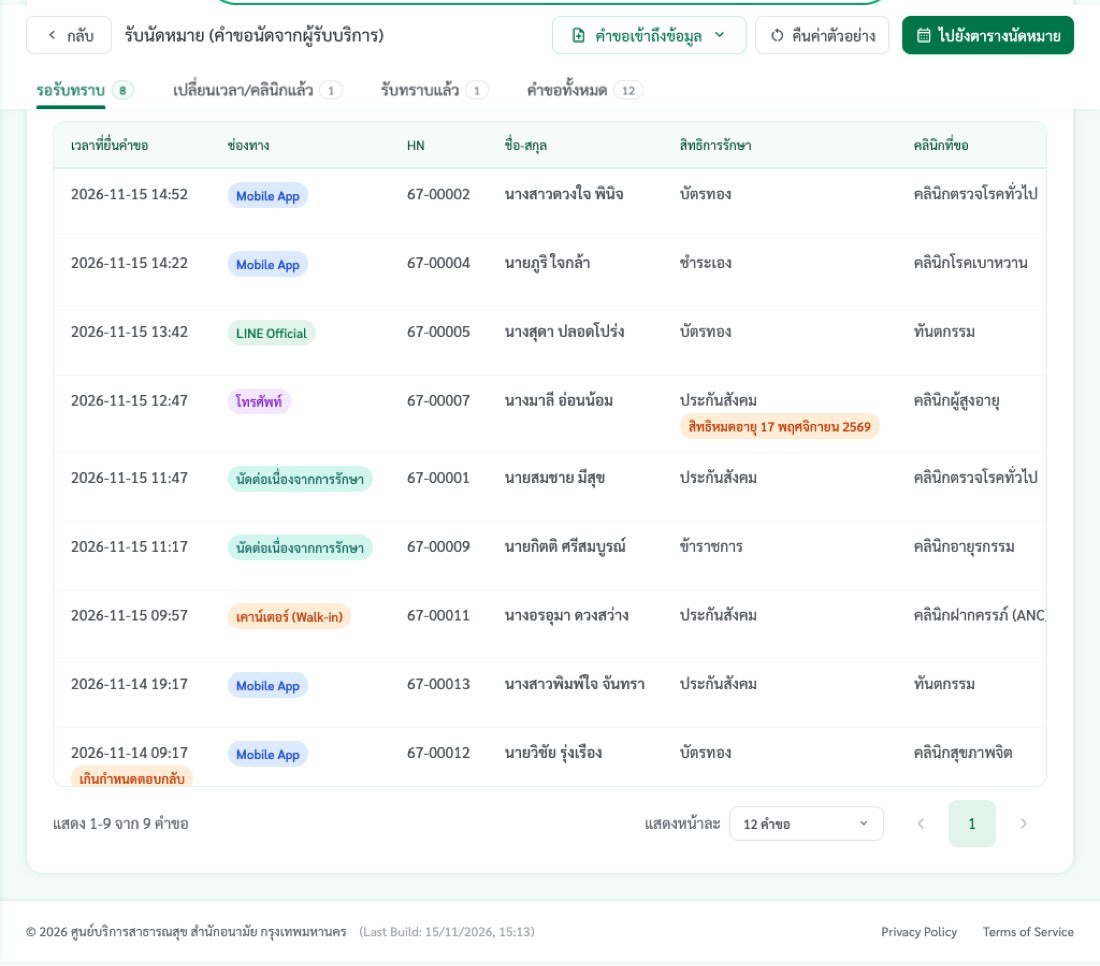 กลับ
รับนัดหมาย (คำขอนัดจากผู้รับบริการ)
คำขอเข้าถึงข้อมูล
คืนค่าตัวอย่าง
ไปยังตารางนัดหมาย
รอรับทราบ 8
เปลี่ยนเวลา/คลินิกแล้ว 1
รับทราบแล้ว 1
คำขอทั้งหมด 12
เวลาที่ยื่นคำขอ ช่องทาง HN ชื่อ-สกุล สิทธิการรักษา คลินิกที่ขอ
2026-11-15 14:52 Mobile App 67-00002 นางสาวดวงใจ พินิจ บัตรทอง คลินิกตรวจโรคทั่วไป
2026-11-15 14:22 Mobile App 67-00004 นายภูริ ใจกล้า ชำระเอง คลินิกโรคเบาหวาน
2026-11-15 13:42 LINE Official 67-00005 นางสุดา ปลอดโปร่ง บัตรทอง ทันตกรรม
2026-11-15 12:47 โทรศัพท์ 67-00007 นางมาลี อ่อนน้อม ประกันสังคม คลินิกผู้สูงอายุ
สิทธิหมดอายุ 17 พฤศจิกายน 2569
2026-11-15 11:47 นัดต่อเนื่องจากการรักษา 67-00001 นายสมชาย มีสุข ประกันสังคม คลินิกตรวจโรคทั่วไป
2026-11-15 11:17 นัดต่อเนื่องจากการรักษา 67-00009 นายกิตติ ศรีสมบูรณ์ ข้าราชการ คลินิกอายุรกรรม
2026-11-15 09:57 เคาน์เตอร์ (Walk-in) 67-00011 นางอรอุมา ดวงสว่าง ประกันสังคม คลินิกฝากครรภ์ (ANC)
2026-11-14 19:17 Mobile App 67-00013 นางสาวพิมพ์ใจ จันทรา ประกันสังคม ทันตกรรม
2026-11-14 09:17 Mobile App 67-00012 นายวิชัย รุ่งเรือง บัตรทอง คลินิกสุขภาพจิต
เกินกำหนดตอบกลับ
แสดง 1-9 จาก 9 คำขอ
แสดงหน้าละ 12 คำขอ 1
© 2026 ศูนย์บริการสาธารณสุข สำนักอนามัย กรุงเทพมหานคร (Last Build: 15/11/2026, 15:13)
Privacy Policy Terms of Service